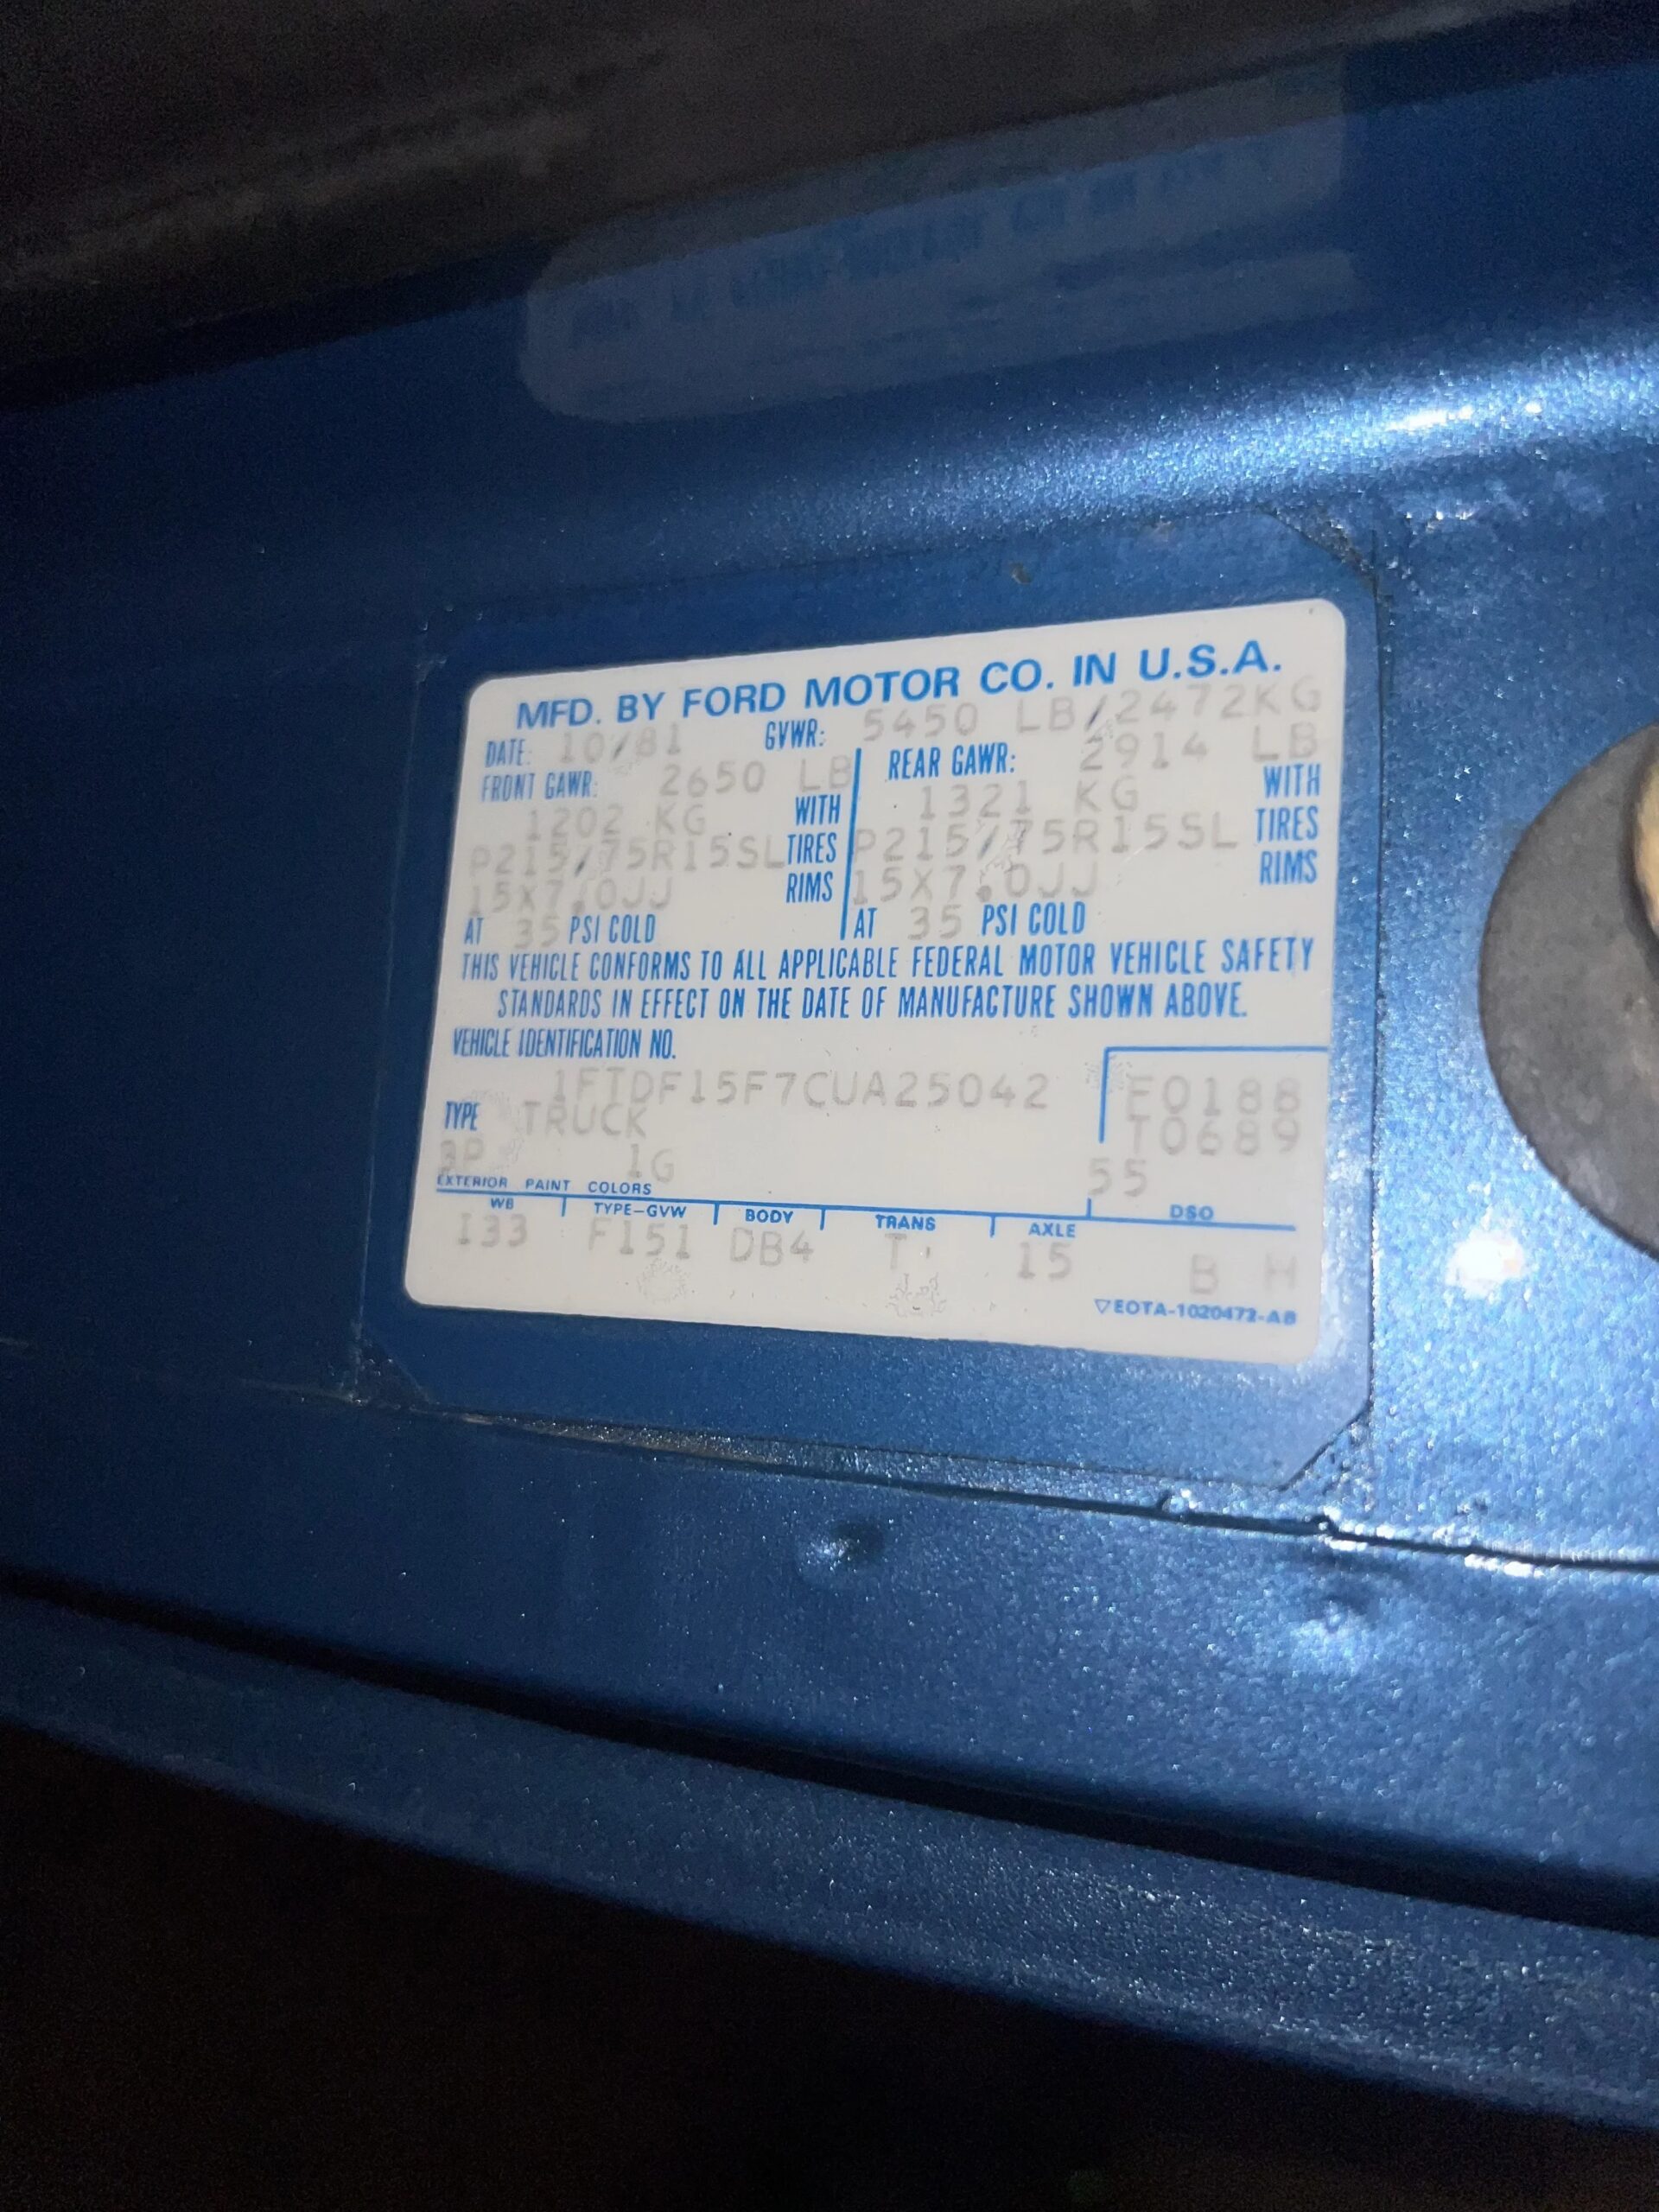 MFD. BY FORD MOTOR CO. IN U.S.A.
DATE: 10/81 GVWR: 5450 LB/2472KG
FRONT GAWR: 2650 LB REAR GAWR: 2914 LB
1202 KG WITH 1321 KG WITH
P215/75R15SL TIRES P215/75R15SL TIRES
15X7.0JJ RIMS 15X7.0JJ RIMS
AT 35 PSI COLD AT 35 PSI COLD
THIS VEHICLE CONFORMS TO ALL APPLICABLE FEDERAL MOTOR VEHICLE SAFETY
STANDARDS IN EFFECT ON THE DATE OF MANUFACTURE SHOWN ABOVE.
VEHICLE IDENTIFICATION NO.
1FTDF15F7CUA25042 F0188
TYPE TRUCK T0689
3P 1G 55
EXTERIOR PAINT COLORS
WB TYPE-GVW BODY TRANS AXLE DSO
133 F151 DB4 T 15 B H
▽EOTA-1020472-AB